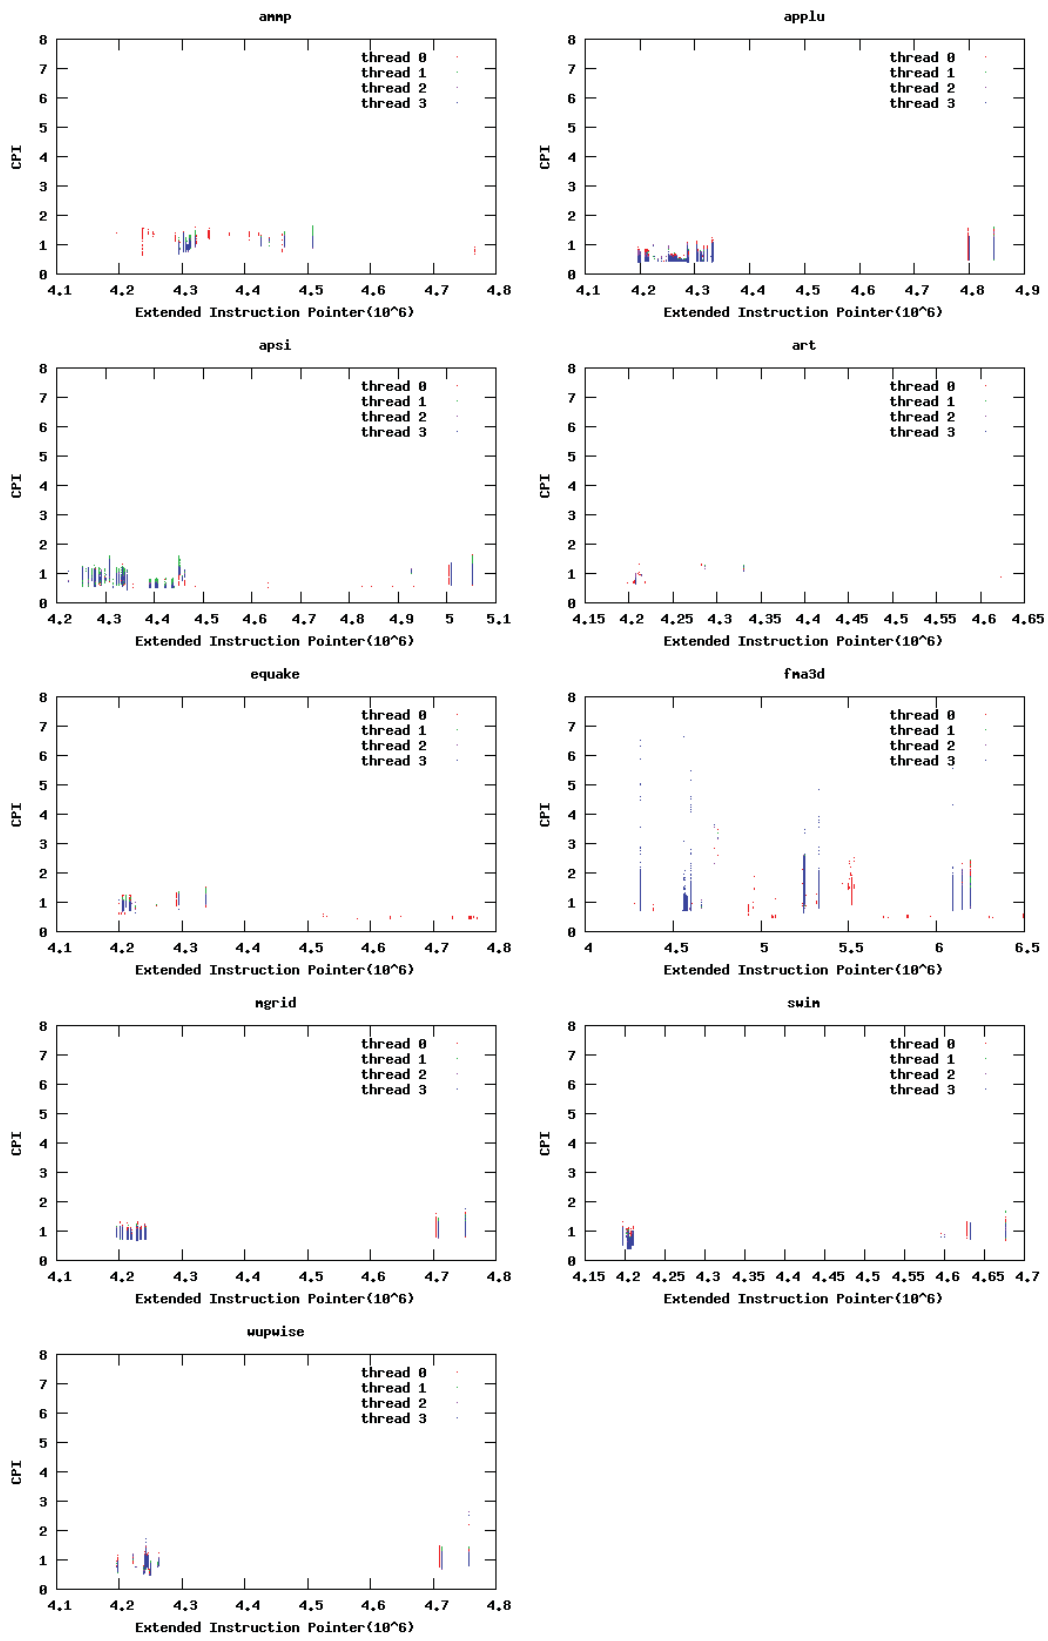 ammp
8
7
6
5
4
3
2
1
0
CPI
thread 0
thread 1
thread 2
thread 3
4.1 4.2 4.3 4.4 4.5 4.6 4.7 4.8
Extended Instruction Pointer(10^6)
applu
8
7
6
5
4
3
2
1
0
CPI
thread 0
thread 1
thread 2
thread 3
4.1 4.2 4.3 4.4 4.5 4.6 4.7 4.8 4.9
Extended Instruction Pointer(10^6)
apsi
8
7
6
5
4
3
2
1
0
CPI
thread 0
thread 1
thread 2
thread 3
4.2 4.3 4.4 4.5 4.6 4.7 4.8 4.9 5 5.1
Extended Instruction Pointer(10^6)
art
8
7
6
5
4
3
2
1
0
CPI
thread 0
thread 1
thread 2
thread 3
4.15 4.2 4.25 4.3 4.35 4.4 4.45 4.5 4.55 4.6 4.65
Extended Instruction Pointer(10^6)
equake
8
7
6
5
4
3
2
1
0
CPI
thread 0
thread 1
thread 2
thread 3
4.1 4.2 4.3 4.4 4.5 4.6 4.7 4.8
Extended Instruction Pointer(10^6)
fma3d
8
7
6
5
4
3
2
1
0
CPI
thread 0
thread 1
thread 2
thread 3
4 4.5 5 5.5 6 6.5
Extended Instruction Pointer(10^6)
mgrid
8
7
6
5
4
3
2
1
0
CPI
thread 0
thread 1
thread 2
thread 3
4.1 4.2 4.3 4.4 4.5 4.6 4.7 4.8
Extended Instruction Pointer(10^6)
swim
8
7
6
5
4
3
2
1
0
CPI
thread 0
thread 1
thread 2
thread 3
4.15 4.2 4.25 4.3 4.35 4.4 4.45 4.5 4.55 4.6 4.65 4.7
Extended Instruction Pointer(10^6)
wupwise
8
7
6
5
4
3
2
1
0
CPI
thread 0
thread 1
thread 2
thread 3
4.1 4.2 4.3 4.4 4.5 4.6 4.7 4.8
Extended Instruction Pointer(10^6)